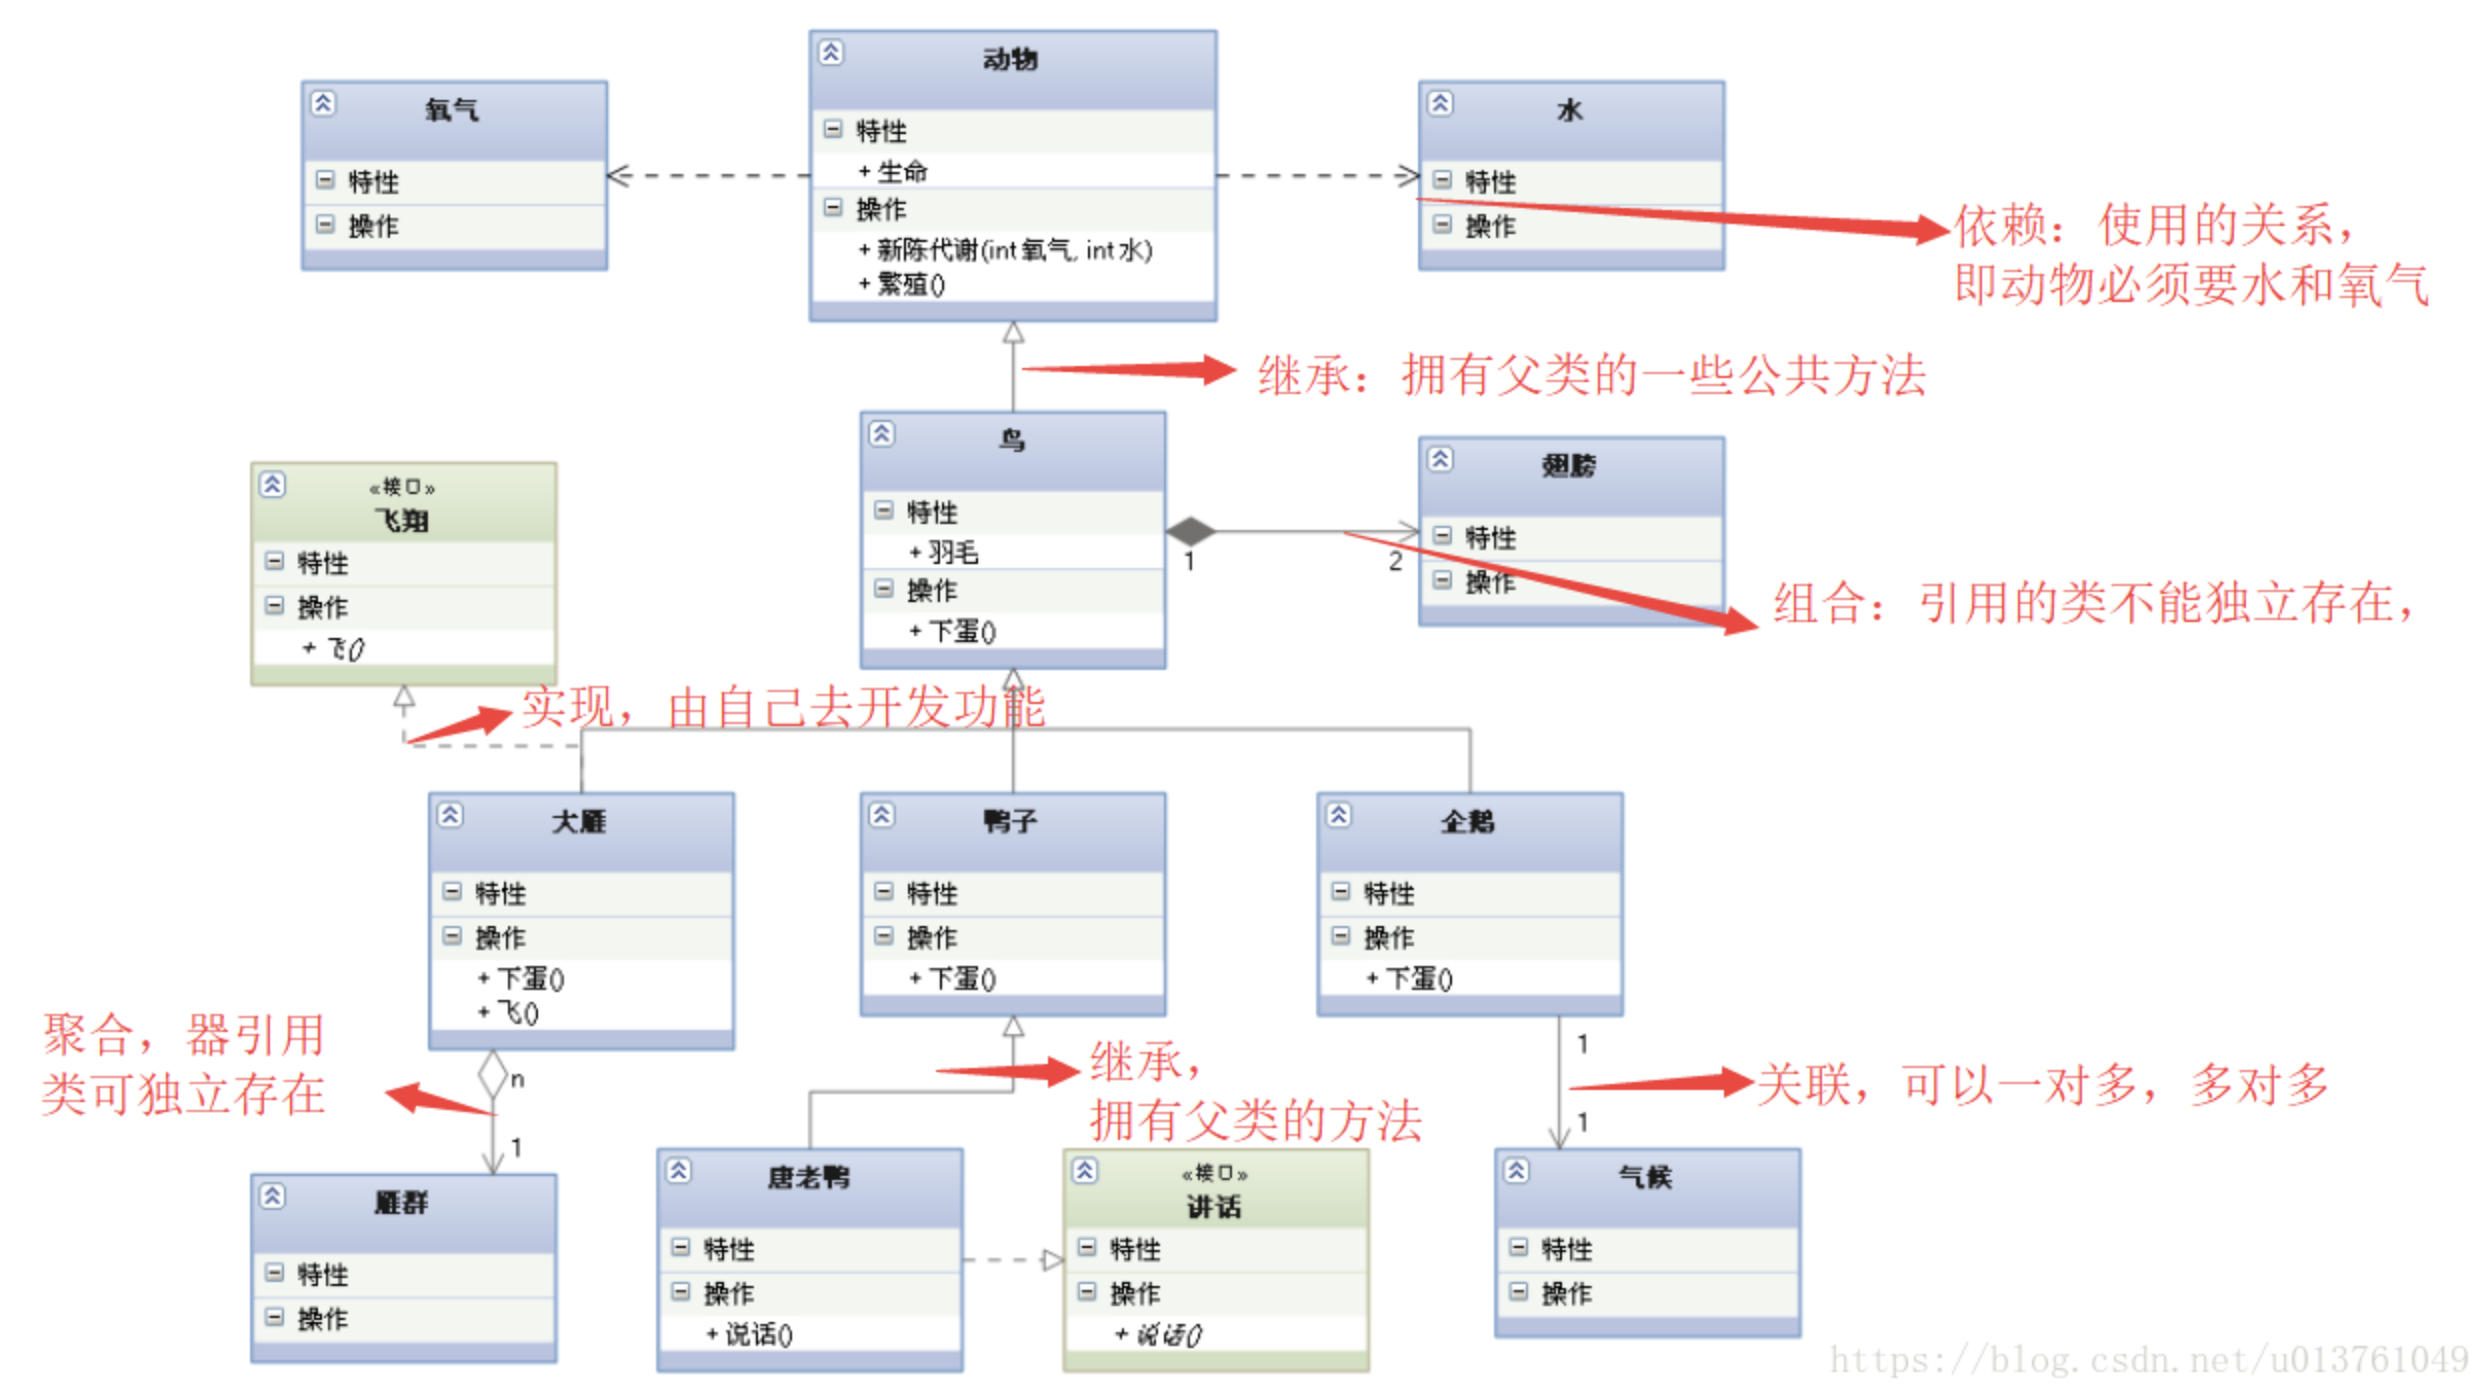 动物
特性
+ 生命
操作
+ 新陈代谢(int 氧气, int 水)
+ 繁殖()
氧气
特性
操作
水
特性
操作
依赖：使用的关系，
即动物必须要水和氧气
继承：拥有父类的一些公共方法
鸟
特性
+ 羽毛
操作
+ 下蛋()
1
2
翅膀
特性
操作
组合：引用的类不能独立存在，
«接口»
飞翔
特性
操作
+ 飞()
实现，由自己去开发功能
大雁
特性
操作
+ 下蛋()
+ 飞()
鸭子
特性
操作
+ 下蛋()
企鹅
特性
操作
+ 下蛋()
聚合，器引用
类可独立存在
n
1
继承，
拥有父类的方法
1
1
关联，可以一对多，多对多
雁群
特性
操作
唐老鸭
特性
操作
+ 说话()
«接口»
讲话
特性
操作
+ 说话()
气候
特性
操作
https://blog.csdn.net/u013761049